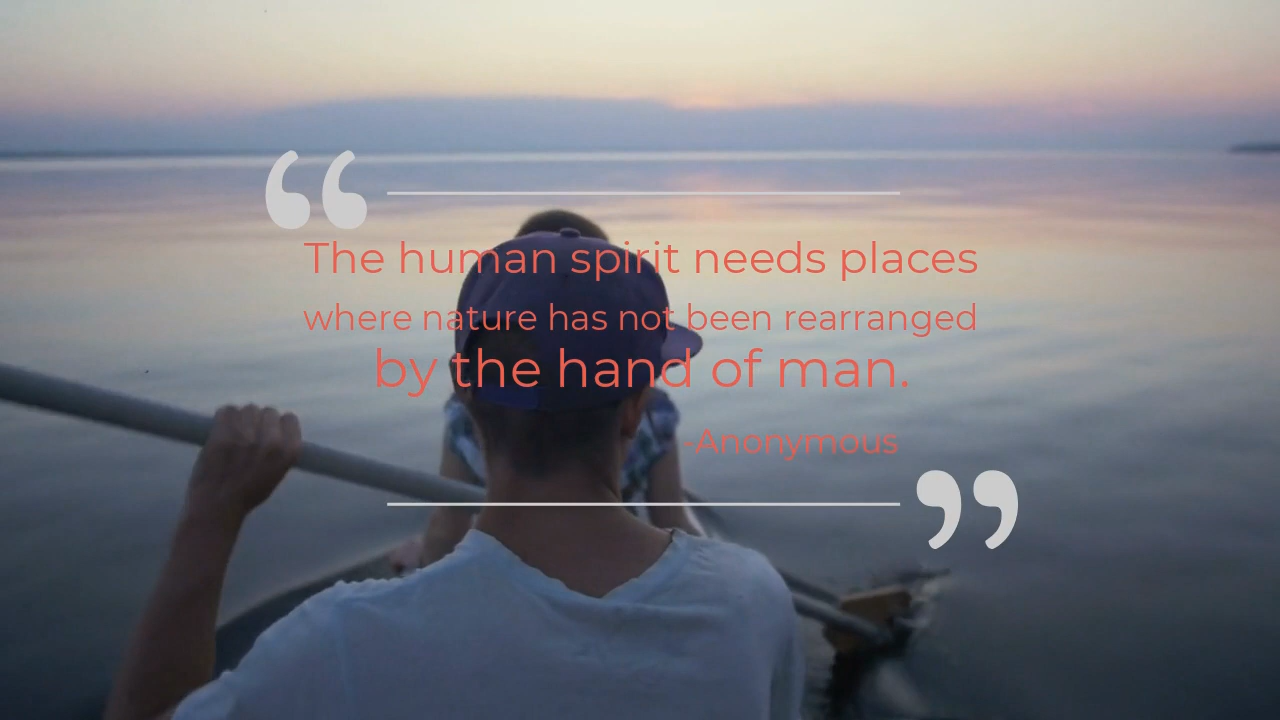 The human spirit needs places
where nature has not been rearranged
by the hand of man.
-Anonymous